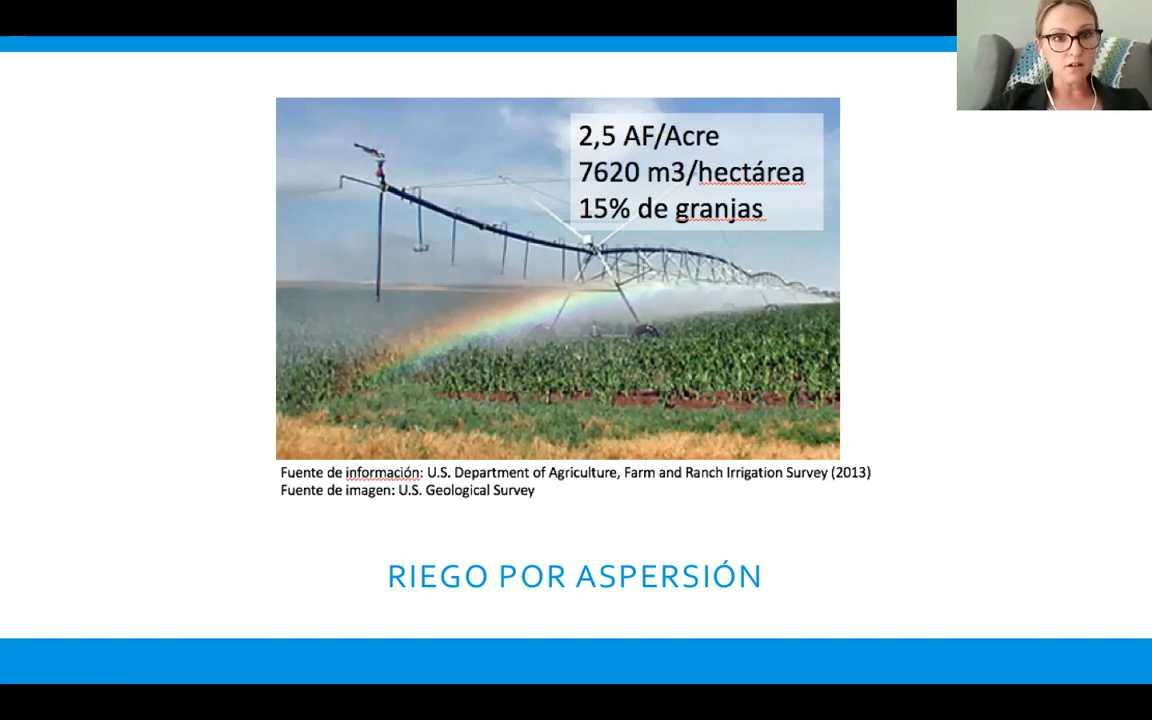 2,5 AF/Acre
7620 m3/hectárea
15% de granjas
Fuente de información: U.S. Department of Agriculture, Farm and Ranch Irrigation Survey (2013)
Fuente de imagen: U.S. Geological Survey
RIEGO POR ASPERSIÓN